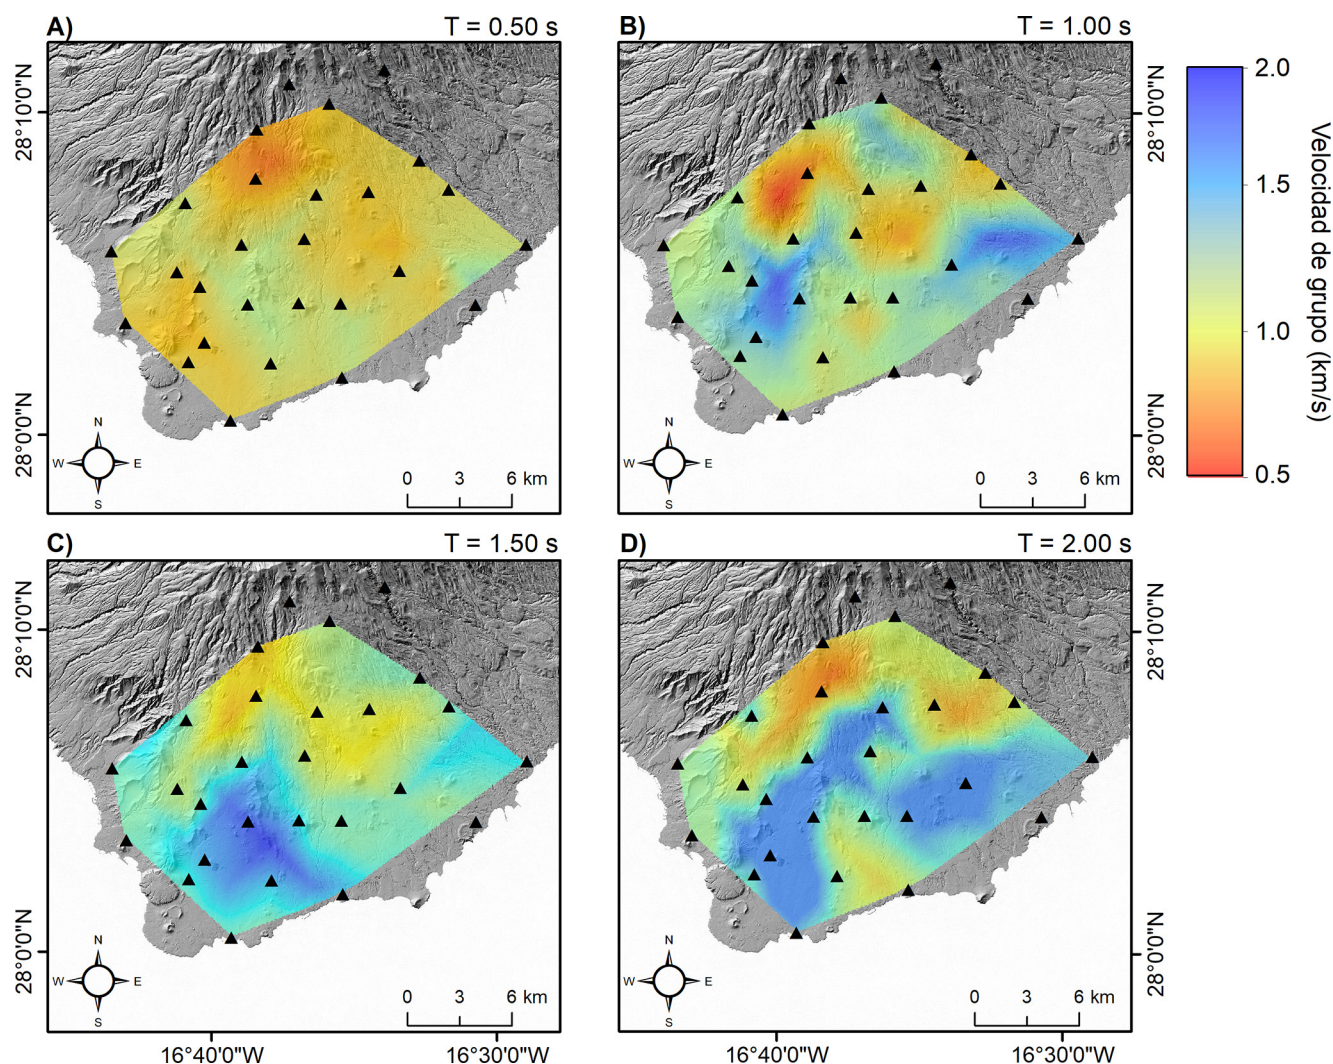 A)
T = 0.50 s
28°10'0"N
28°0'0"N
N
W
E
S
0 3 6 km
B)
T = 1.00 s
28°10'0"N
28°0'0"N
N
W
E
S
0 3 6 km
2.0
1.5
1.0
0.5
Velocidad de grupo (km/s)
C)
T = 1.50 s
28°10'0"N
28°0'0"N
N
W
E
S
0 3 6 km
16°40'0"W
16°30'0"W
D)
T = 2.00 s
28°10'0"N
28°0'0"N
N
W
E
S
0 3 6 km
16°40'0"W
16°30'0"W